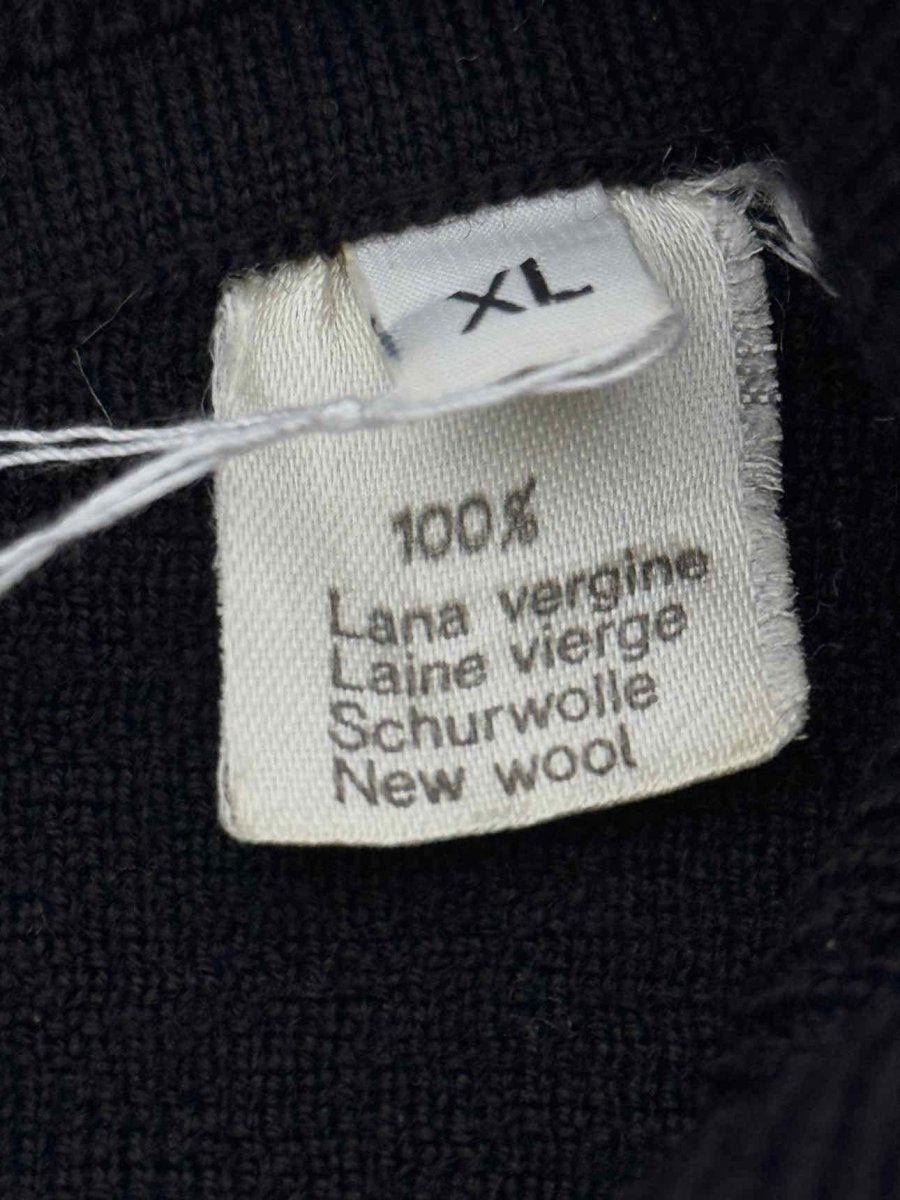 XL
100%
Lana vergine
Laine vierge
Schurwolle
New wool